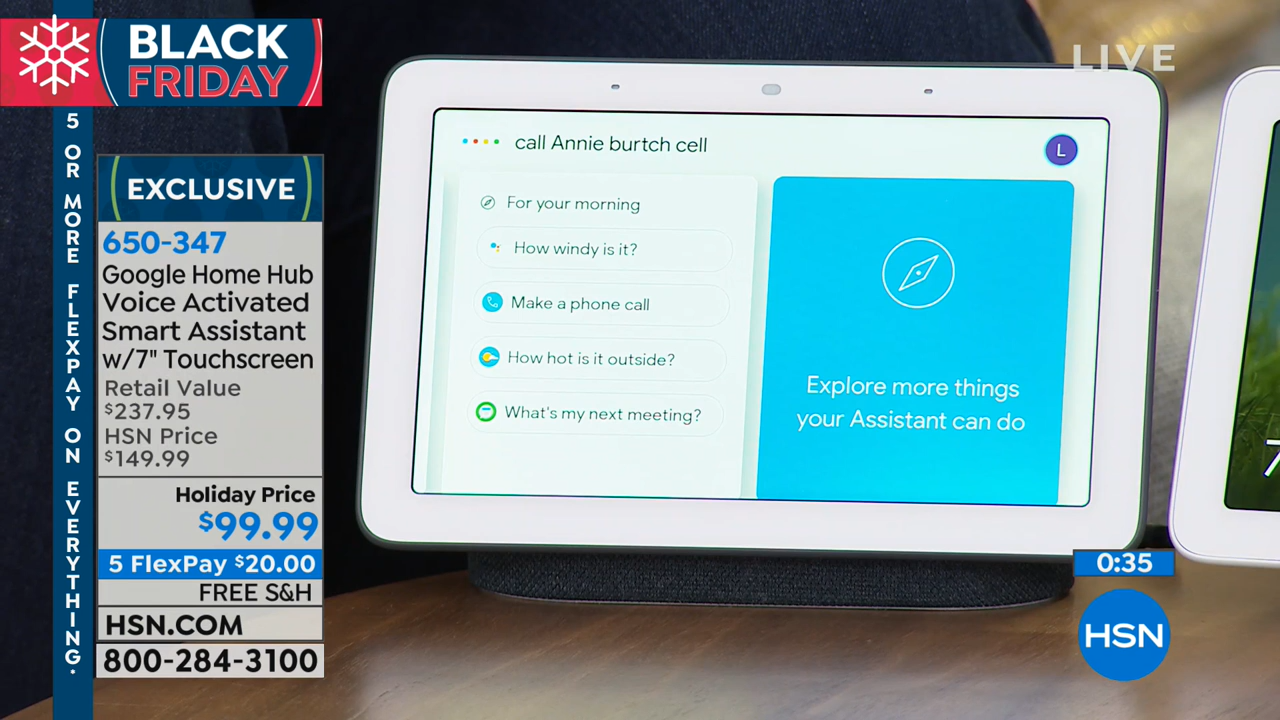 BLACK
FRIDAY
5 OR MORE FLEXPAY ON EVERYTHING.
EXCLUSIVE
650-347
Google Home Hub
Voice Activated
Smart Assistant
w/7" Touchscreen
Retail Value
$237.95
HSN Price
$149.99
Holiday Price
$99.99
5 FlexPay $20.00
FREE S&H
HSN.COM
800-284-3100
LIVE
call Annie burtch cell
L
For your morning
How windy is it?
Make a phone call
How hot is it outside?
What's my next meeting?
Explore more things
your Assistant can do
7
0:35
HSN